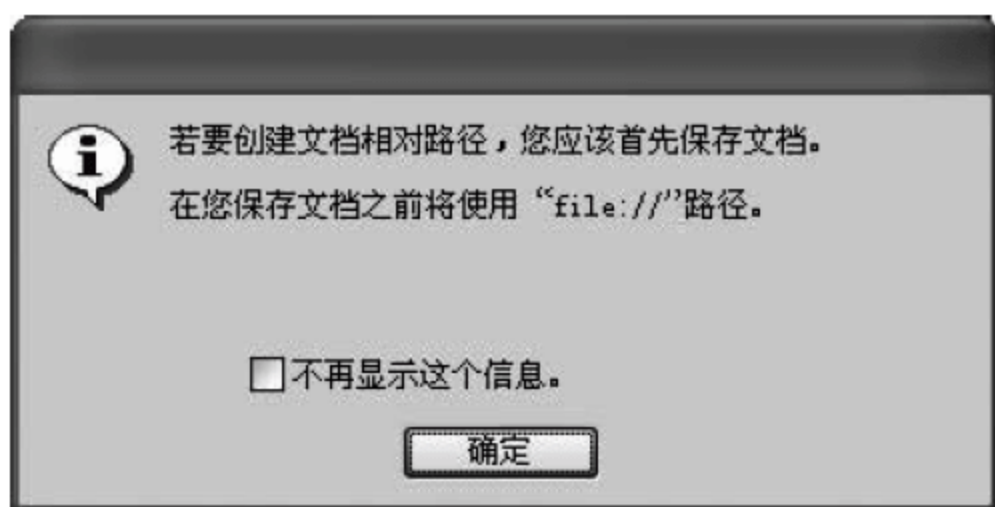 若要创建文档相对路径，您应该首先保存文档。
在您保存文档之前将使用“file://”路径。
不再显示这个信息。
确定